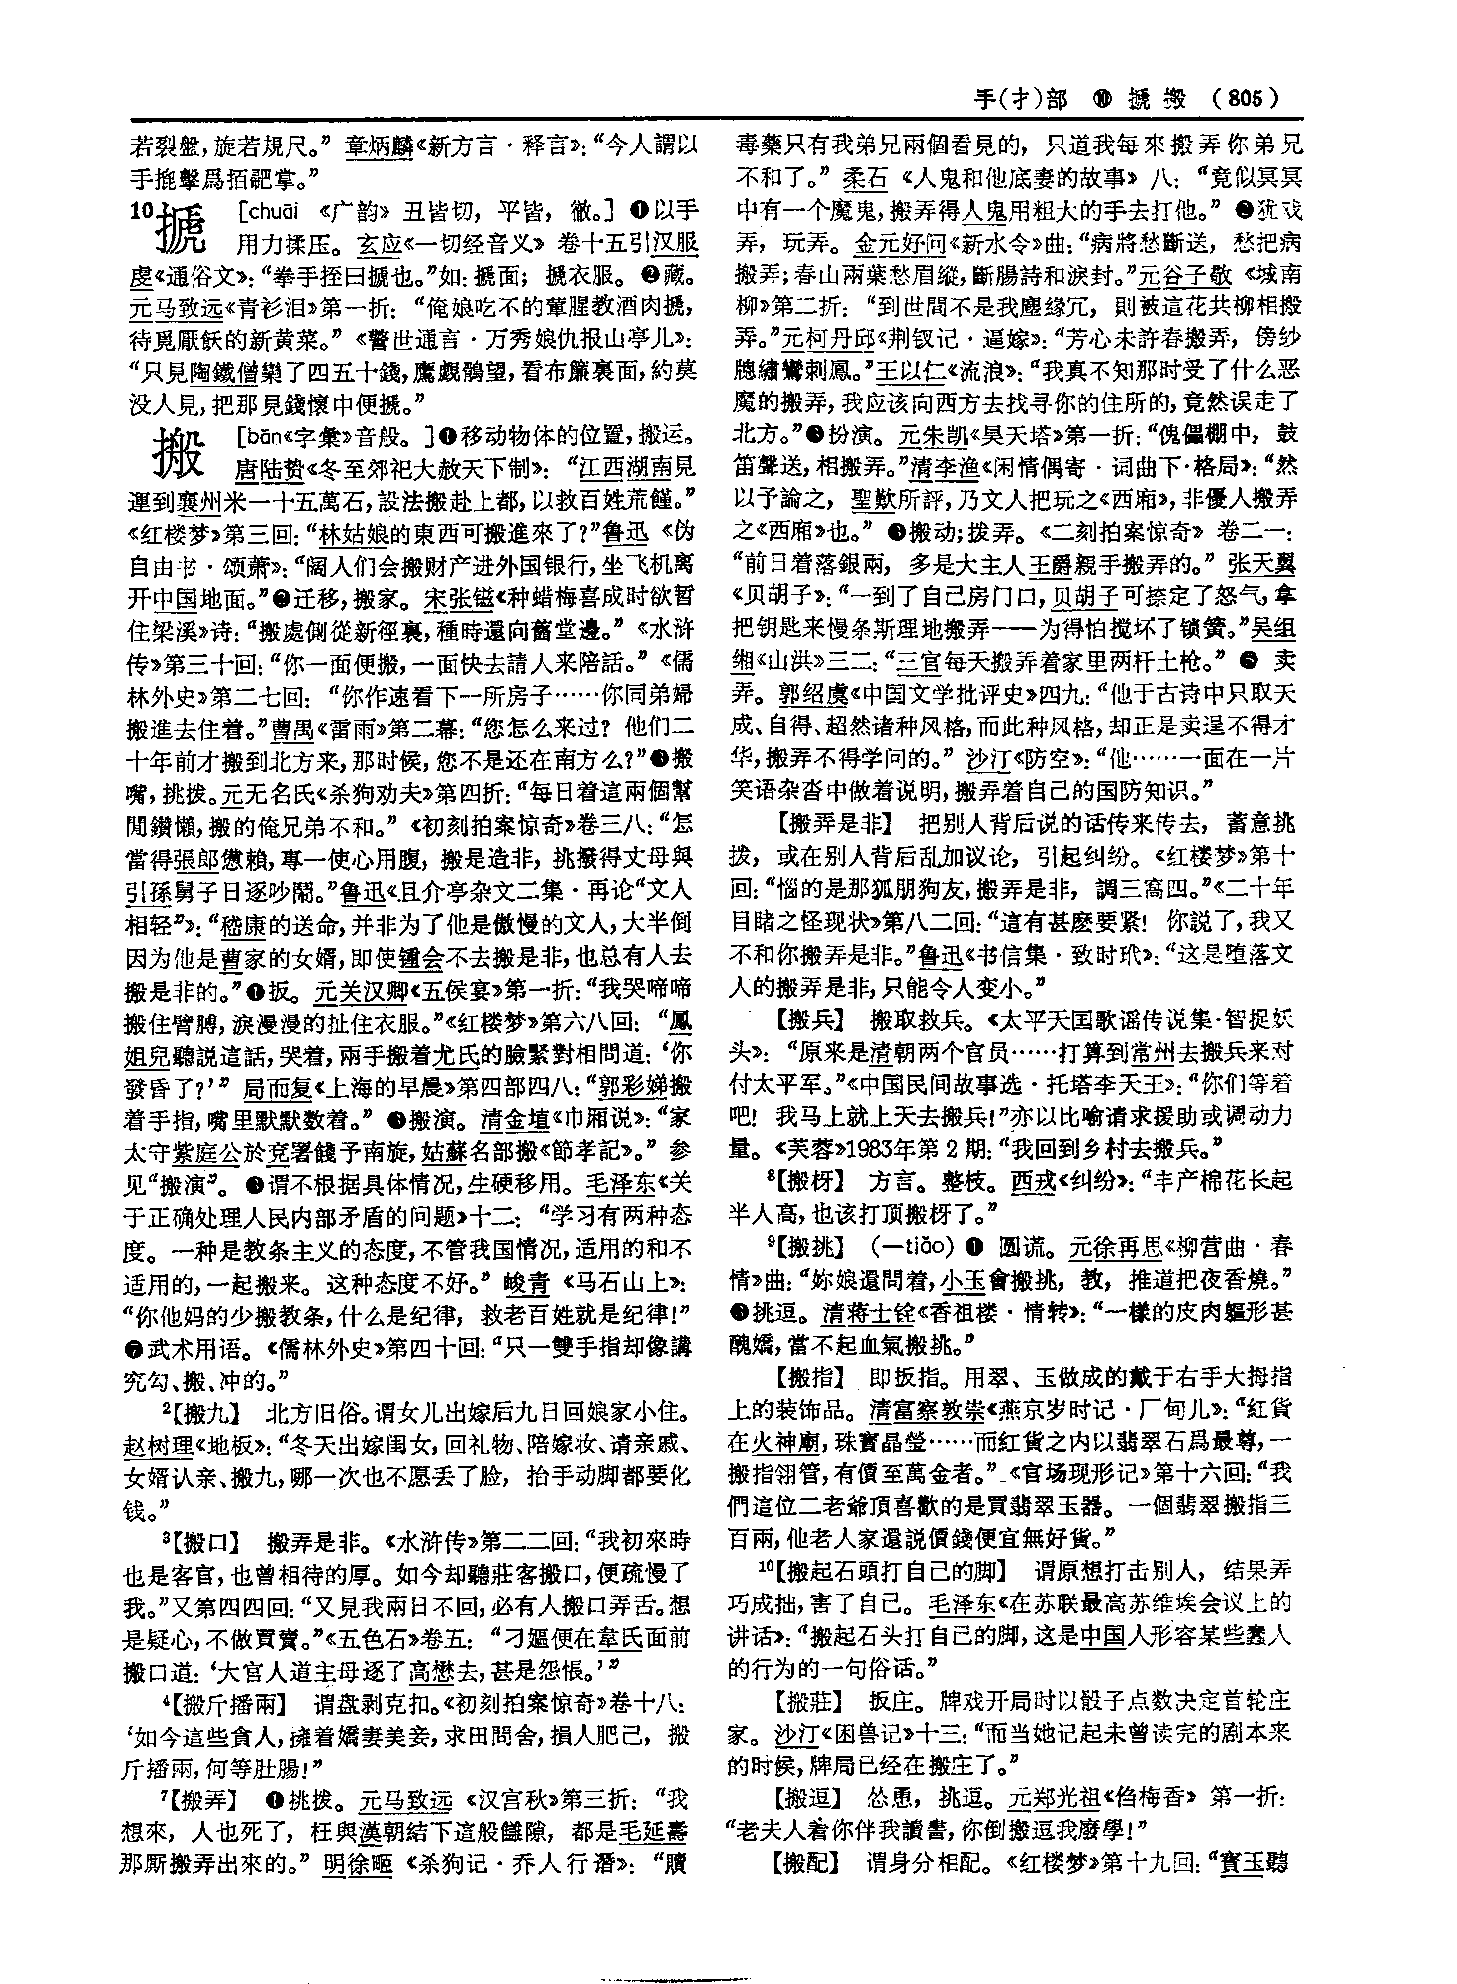 手(扌)部 ⑩ 搋 搬 (805)
若裂盤,旋若規尺。”章炳麟《新方言·释言》:“今人謂以
手㧒擊爲㧣巴掌。”
10搋 [chuāi 《广韵》丑皆切,平皆,徹。] ❶以手
用力揉压。玄应《一切经音义》卷十五引汉服
虔《通俗文》:“拳手挃曰搋也。”如:搋面;搋衣服。❷藏。
元马致远《青衫泪》第一折:“俺娘吃不的葷腥教酒肉搋,
待覓厭飫的新黄菜。”《警世通言·万秀娘仇报山亭儿》:
“只見陶鐵僧欒了四五十錢,鷹覷鶻望,看布簾裏面,約莫
没人見,把那見錢懷中便搋。”
搬 [bān《字彙》音般。]❶移动物体的位置,搬运。
唐陆贽《冬至郊祀大赦天下制》:“江西湖南見
運到襄州米一十五萬石,設法搬赴上都,以救百姓荒饉。”
《红楼梦》第三回:“林姑娘的東西可搬進來了?”鲁迅《伪
自由书·颂萧》:“阔人们会搬财产进外国银行,坐飞机离
开中国地面。”❷迁移,搬家。宋张镃《种蜡梅喜成时欲暂
住梁溪》诗:“搬處側從新徑裏,種時還向舊堂邊。”《水浒
传》第三十回:“你一面便搬,一面快去請人来陪話。”《儒
林外史》第二七回:“你作速看下一所房子……你同弟婦
搬進去住着。”曹禺《雷雨》第二幕:“您怎么来过?他们二
十年前才搬到北方来,那时候,您不是还在南方么?”❸搬
嘴,挑拨。元无名氏《杀狗劝夫》第四折:“每日着這兩個幫
閒鑽懶,搬的俺兄弟不和。”《初刻拍案惊奇》卷三八:“怎
當得張郎憊賴,專一使心用腹,搬是造非,挑撥得丈母與
引孫舅子日逐吵鬧。”鲁迅《且介亭杂文二集·再论“文人
相轻”》:“嵇康的送命,并非为了他是傲慢的文人,大半倒
因为他是曹家的女婿,即使锺会不去搬是非,也总有人去
搬是非的。”❹扳。元关汉卿《五侯宴》第一折:“我哭啼啼
搬住臂膊,淚漫漫的扯住衣服。”《红楼梦》第六八回:“鳳
姐兒聽説這話,哭着,兩手搬着尤氏的臉緊對相問道:‘你
發昏了?’”局而复《上海的早晨》第四部四八:“郭彩娣搬
着手指,嘴里默默数着。”❺搬演。清金埴《巾厢说》:“家
太守紫庭公於兗署餞予南旋,姑蘇名部搬《節孝記》。”参
见“搬演”。❻谓不根据具体情况,生硬移用。毛泽东《关
于正确处理人民内部矛盾的问题》十二:“学习有两种态
度。一种是教条主义的态度,不管我国情况,适用的和不
适用的,一起搬来。这种态度不好。”峻青《马石山上》:
“你他妈的少搬教条,什么是纪律,救老百姓就是纪律!”
❼武术用语。《儒林外史》第四十回:“只一雙手指却像講
究勾、搬、冲的。”
2【搬九】 北方旧俗。谓女儿出嫁后九日回娘家小住。
赵树理《地板》:“冬天出嫁闺女,回礼物、陪嫁妆、请亲戚、
女婿认亲、搬九,哪一次也不愿丢了脸,抬手动脚都要化
钱。”
3【搬口】 搬弄是非。《水浒传》第二二回:“我初來時
也是客官,也曾相待的厚。如今却聽莊客搬口,便疏慢了
我。”又第四四回:“又見我兩日不回,必有人搬口弄舌。想
是疑心,不做買賣。”《五色石》卷五:“刁嫗便在韋氏面前
搬口道:‘大官人道主母逐了高懋去,甚是怨悵。’”
4【搬斤播兩】 谓盘剥克扣。《初刻拍案惊奇》卷十八:
‘如今這些貪人,擁着嬌妻美妾,求田問舍,損人肥己,搬
斤播兩,何等肚腸!”
7【搬弄】 ❶挑拨。元马致远《汉宫秋》第三折:“我
想來,人也死了,枉與漢朝結下這般讎隙,都是毛延壽
那厮搬弄出來的。”明徐㽏《杀狗记·乔人行谮》:“贖
毒藥只有我弟兄兩個看見的,只道我每來搬弄你弟兄
不和了。”柔石《人鬼和他底妻的故事》八:“竟似冥冥
中有一个魔鬼,搬弄得人鬼用粗大的手去打他。”❷犹戏
弄,玩弄。金元好问《新水令》曲:“病將愁斷送,愁把病
搬弄;春山兩葉愁眉縱,斷腸詩和淚封。”元谷子敬《城南
柳》第二折:“到世間不是我塵缘冗,則被這花共柳相搬
弄。”元柯丹邱《荆钗记·逼嫁》:“芳心未許春搬弄,傍紗
牕繡鸞刺鳳。”王以仁《流浪》:“我真不知那时受了什么恶
魔的搬弄,我应该向西方去找寻你的住所的,竟然误走了
北方。”❸扮演。元朱凯《昊天塔》第一折:“傀儡棚中,鼓
笛聲送,相搬弄。”清李渔《闲情偶寄·词曲下·格局》:“然
以予論之,聖歎所評,乃文人把玩之《西廂》,非優人搬弄
之《西廂》也。”❹搬动;拨弄。《二刻拍案惊奇》卷二一:
“前日着落銀兩,多是大主人王爵親手搬弄的。”张天翼
《贝胡子》:“一到了自己房门口,贝胡子可捺定了怒气,拿
把钥匙来慢条斯理地搬弄——为得怕搅坏了锁簧。”吴组
缃《山洪》三二:“三官每天搬弄着家里两杆土枪。”❺ 卖
弄。郭绍虞《中国文学批评史》四九:“他于古诗中只取天
成、自得、超然诸种风格,而此种风格,却正是卖逞不得才
华,搬弄不得学问的。”沙汀《防空》:“他……一面在一片
笑语杂沓中做着说明,搬弄着自己的国防知识。”
【搬弄是非】 把别人背后说的话传来传去,蓄意挑
拨,或在别人背后乱加议论,引起纠纷。《红楼梦》第十
回:“惱的是那狐朋狗友,搬弄是非,調三窩四。”《二十年
目睹之怪现状》第八二回:“這有甚麽要紧!你説了,我又
不和你搬弄是非。”鲁迅《书信集·致时玳》:“这是堕落文
人的搬弄是非,只能令人变小。”
【搬兵】 搬取救兵。《太平天国歌谣传说集·智捉妖
头》:“原来是清朝两个官员……打算到常州去搬兵来对
付太平军。”《中国民间故事选·托塔李天王》:“你们等着
吧!我马上就上天去搬兵!”亦以比喻请求援助或调动力
量。《芙蓉》1983年第2期:“我回到乡村去搬兵。”
8【搬枒】 方言。整枝。西戎《纠纷》:“丰产棉花长起
半人高,也该打顶搬枒了。”
9【搬挑】 (—tiǎo) ❶ 圆谎。元徐再思《柳营曲·春
情》曲:“妳娘還問着,小玉會搬挑,教,推道把夜香燒。”
❷挑逗。清蒋士铨《香祖楼·情转》:“一樣的皮肉軀形甚
醜嬌,當不起血氣搬挑。”
【搬指】 即扳指。用翠、玉做成的戴于右手大拇指
上的装饰品。清富察敦崇《燕京岁时记·厂甸儿》:“紅貨
在火神廟,珠寳晶瑩……而紅貨之内以翡翠石爲最尊,一
搬指翎管,有價至萬金者。”《官场现形记》第十六回:“我
們這位二老爺頂喜歡的是買翡翠玉器。一個翡翠搬指三
百兩,他老人家還說價錢便宜無好貨。”
10【搬起石頭打自己的脚】 谓原想打击别人,结果弄
巧成拙,害了自己。毛泽东《在苏联最高苏维埃会议上的
讲话》:“搬起石头打自己的脚,这是中国人形容某些蠢人
的行为的一句俗话。”
【搬莊】 扳庄。牌戏开局时以骰子点数决定首轮庄
家。沙汀《困兽记》十三:“而当她记起未曾读完的剧本来
的时候,牌局已经在搬庄了。”
【搬逗】 怂恿,挑逗。元郑光祖《㑇梅香》第一折:
“老夫人着你伴我讀書,你倒搬逗我廢學!”
【搬配】 谓身分相配。《红楼梦》第十九回:“寳玉聽